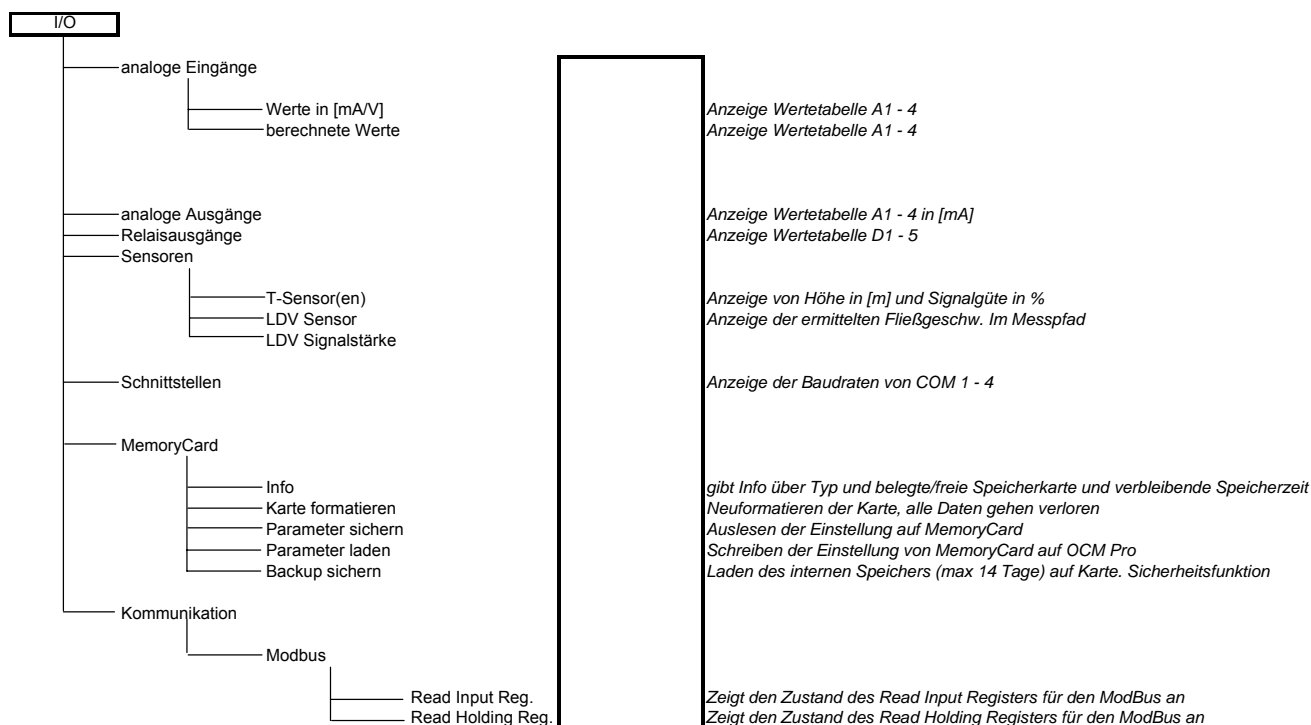 I/O
analoge Eingänge
Werte in [mA/V] Anzeige Wertetabelle A1 - 4
berechnete Werte Anzeige Wertetabelle A1 - 4
analoge Ausgänge Anzeige Wertetabelle A1 - 4 in [mA]
Relaisausgänge Anzeige Wertetabelle D1 - 5
Sensoren
T-Sensor(en) Anzeige von Höhe in [m] und Signalgüte in %
LDV Sensor Anzeige der ermittelten Fließgeschw. Im Messpfad
LDV Signalstärke
Schnittstellen Anzeige der Baudraten von COM 1 - 4
MemoryCard
Info gibt Info über Typ und belegte/freie Speicherkarte und verbleibende Speicherzeit
Karte formatieren Neuformatieren der Karte, alle Daten gehen verloren
Parameter sichern Auslesen der Einstellung auf MemoryCard
Parameter laden Schreiben der Einstellung von MemoryCard auf OCM Pro
Backup sichern Laden des internen Speichers (max 14 Tage) auf Karte. Sicherheitsfunktion
Kommunikation
Modbus
Read Input Reg. Zeigt den Zustand des Read Input Registers für den ModBus an
Read Holding Reg. Zeigt den Zustand des Read Holding Registers für den ModBus an